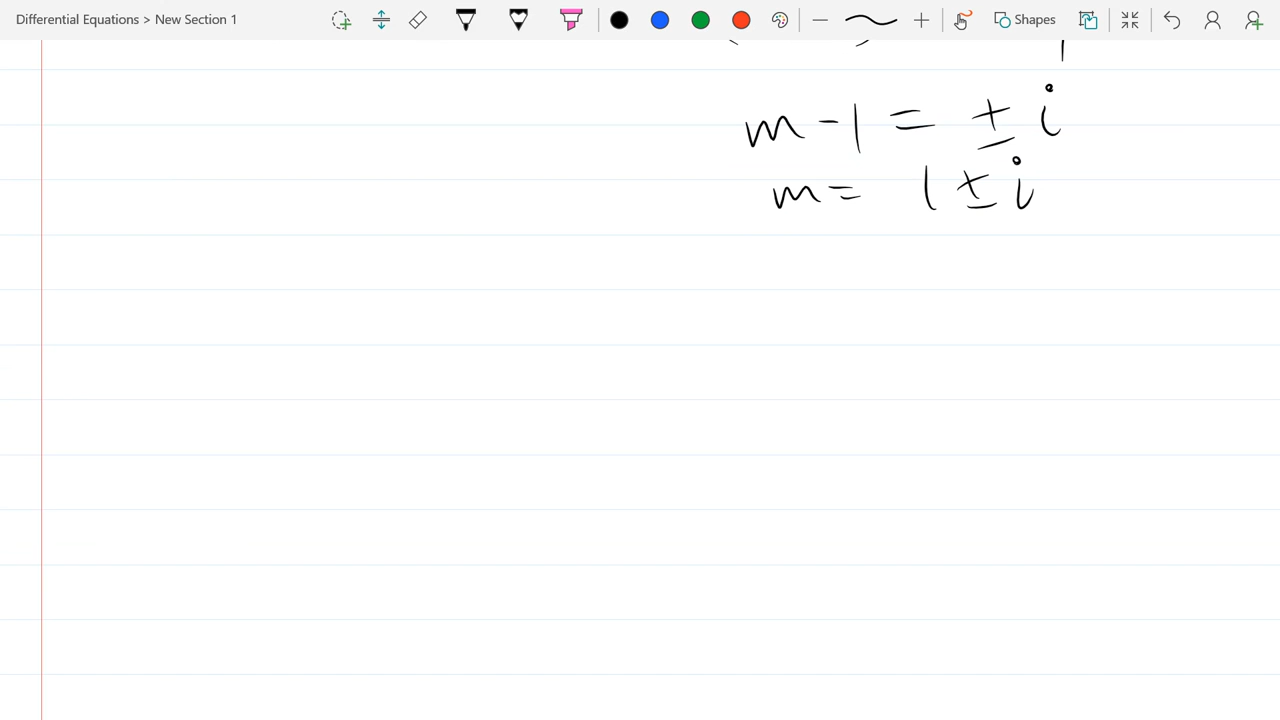 Differential Equations > New Section 1
Shapes
m - 1 = ± i
m = 1 ± i